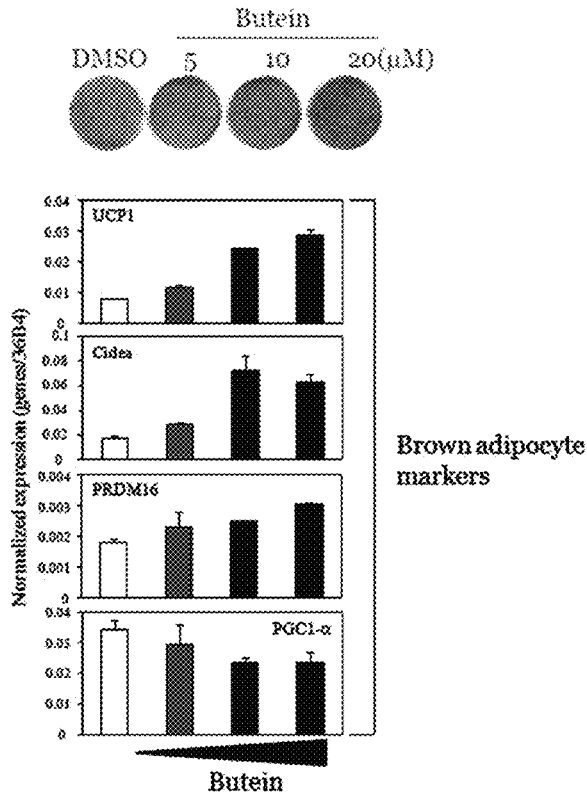 Butein
DMSO 5 10 20(μM)
Normalized expression (genes/36B4)
0.04
UCP1
0.03
0.02
0.01
0
0.1
Cidea
0.08
0.06
0.04
0.02
0
0.004
PRDM16
0.003
0.002
0.001
0
0.04
PGC1-α
0.03
0.02
0.01
0
Brown adipocyte
markers
Butein